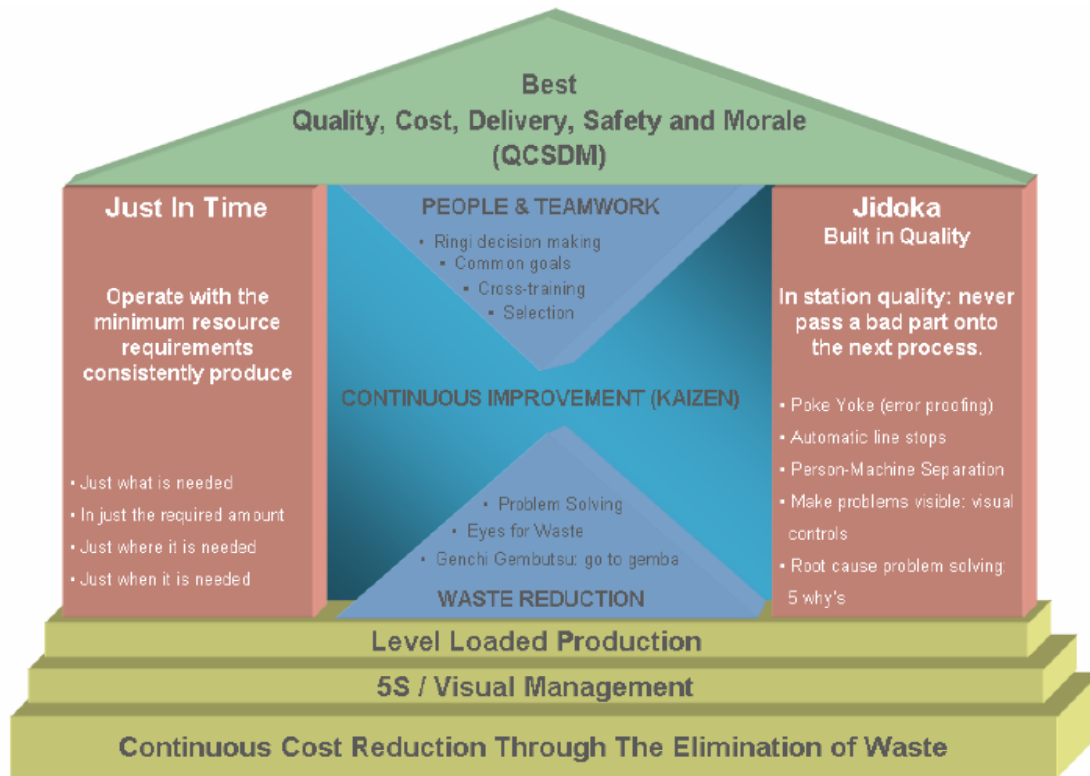 Best
Quality, Cost, Delivery, Safety and Morale
(QCSDM)
Just In Time
Operate with the
minimum resource
requirements
consistently produce
• Just what is needed
• In just the required amount
• Just where it is needed
• Just when it is needed
PEOPLE & TEAMWORK
• Ringi decision making
• Common goals
• Cross-training
• Selection
CONTINUOUS IMPROVEMENT (KAIZEN)
• Problem Solving
• Eyes for Waste
• Genchi Gembutsu: go to gemba
WASTE REDUCTION
Jidoka
Built in Quality
In station quality: never
pass a bad part onto
the next process.
• Poke Yoke (error proofing)
• Automatic line stops
• Person-Machine Separation
• Make problems visible: visual
controls
• Root cause problem solving:
5 why's
Level Loaded Production
5S / Visual Management
Continuous Cost Reduction Through The Elimination of Waste